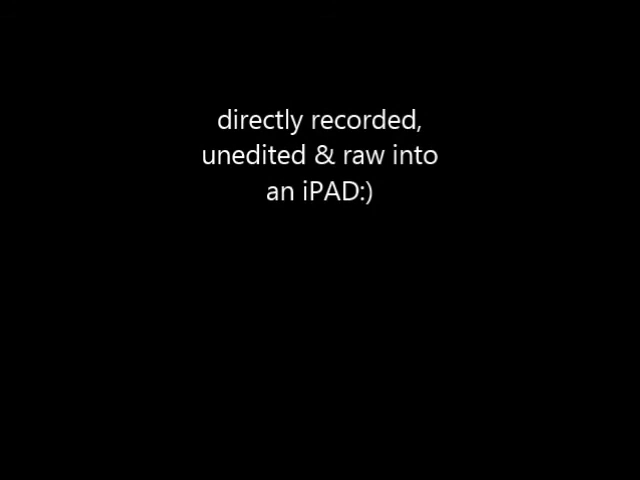 directly recorded,
unedited & raw into
an iPAD:)